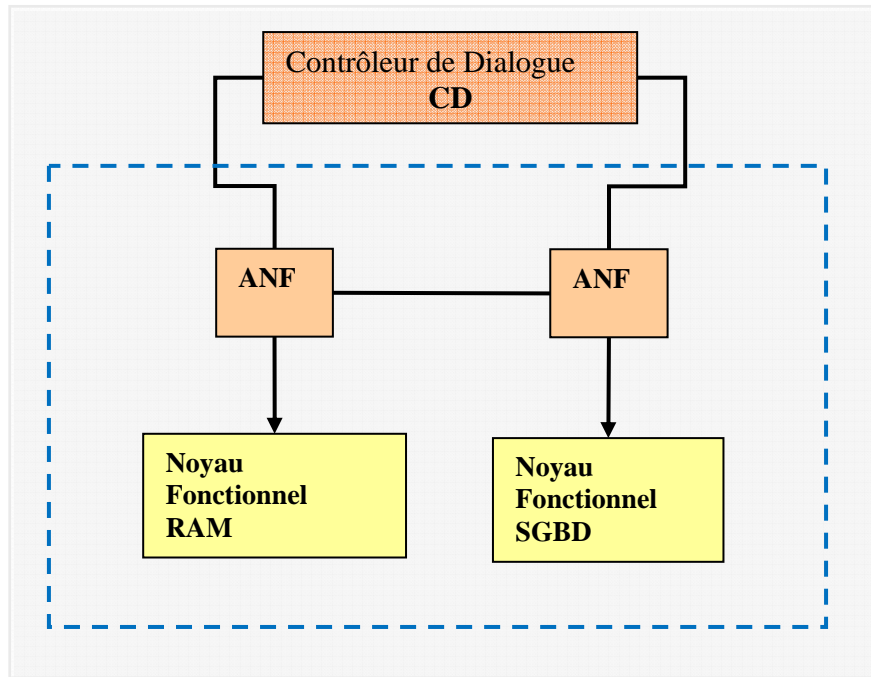 Contrôleur de Dialogue
CD
ANF
ANF
Noyau
Fonctionnel
RAM
Noyau
Fonctionnel
SGBD